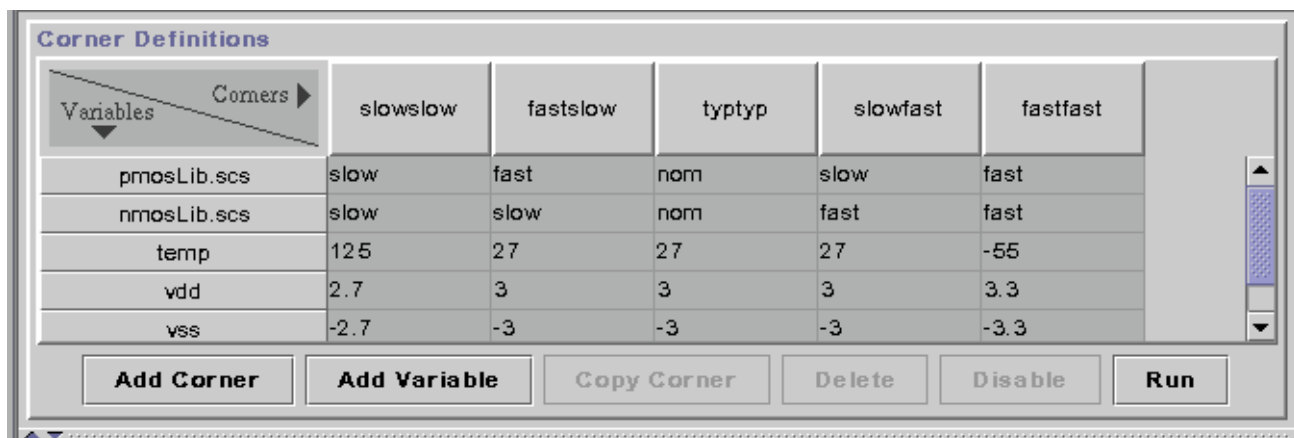 Corner Definitions
Corners
Variables
slowslow fastslow typtyp slowfast fastfast
pmosLib.scs slow fast nom slow fast
nmosLib.scs slow slow nom fast fast
temp 125 27 27 27 -55
vdd 2.7 3 3 3 3.3
vss -2.7 -3 -3 -3 -3.3
Add Corner Add Variable Copy Corner Delete Disable Run